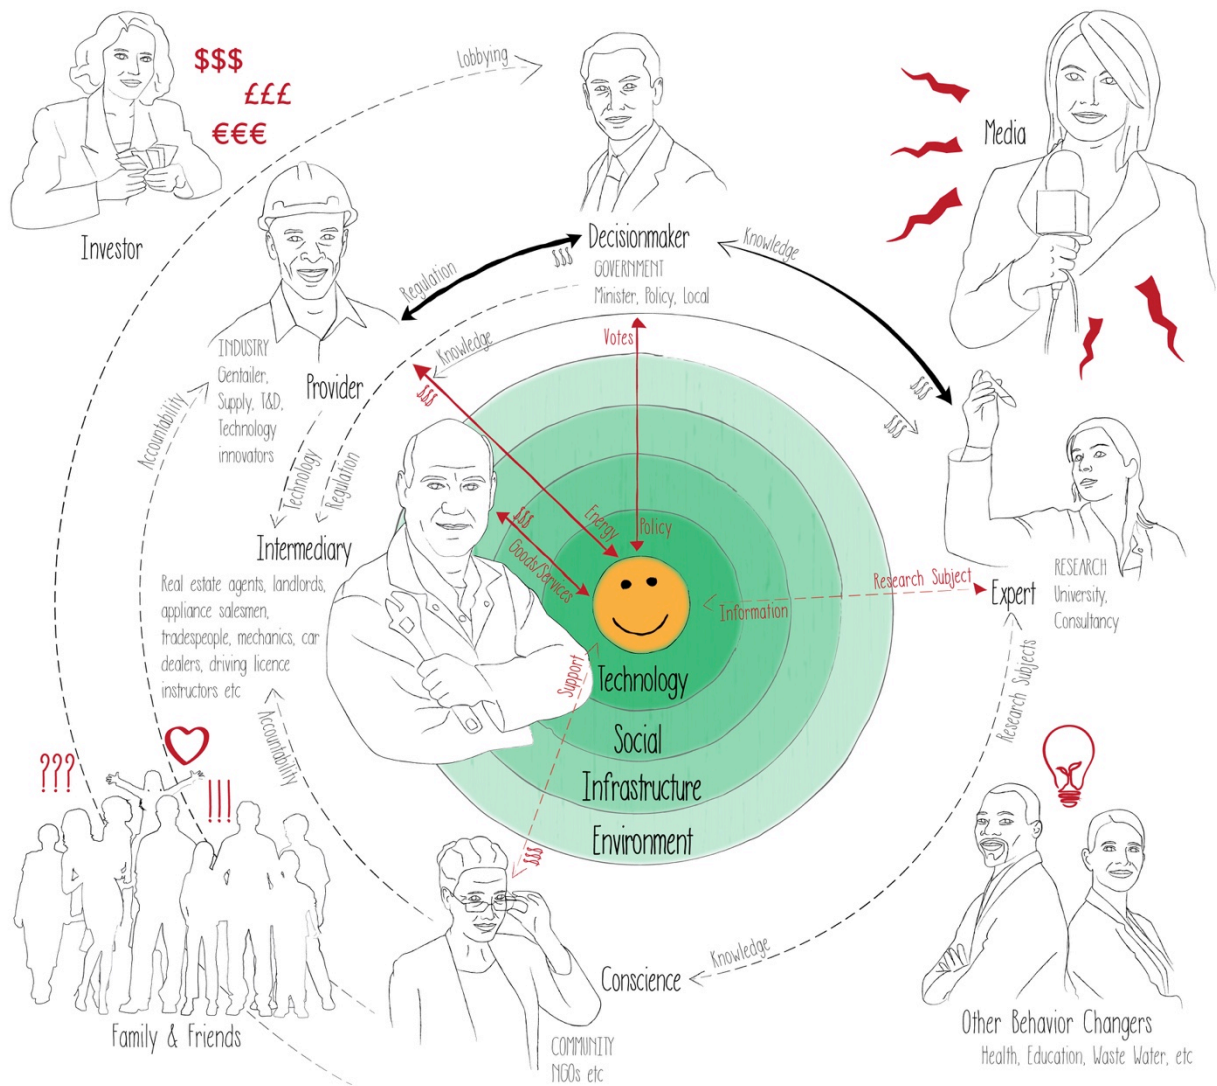 Lobbying
$$$
£££
€€€
Investor
Media
Decisionmaker
GOVERNMENT
Minister, Policy, Local
Regulation
$$$
Knowledge
$$$
Knowledge
$$$
Votes
$$$
INDUSTRY
Gentailer,
Supply, T&D,
Technology
innovators
Provider
Accountability
Technology
Regulation
Intermediary
Real estate agents, landlords,
appliance salesmen,
tradespeople, mechanics, car
dealers, driving licence
instructors etc
$$$
Goods/Services
Energy
Policy
Information
Research Subject
Expert
RESEARCH
University,
Consultancy
Support
$$$
Technology
Social
Infrastructure
Environment
Accountability
Research Subjects
???
!!!
Family & Friends
Knowledge
Conscience
COMMUNITY
NGOs etc
Other Behavior Changers
Health, Education, Waste Water, etc